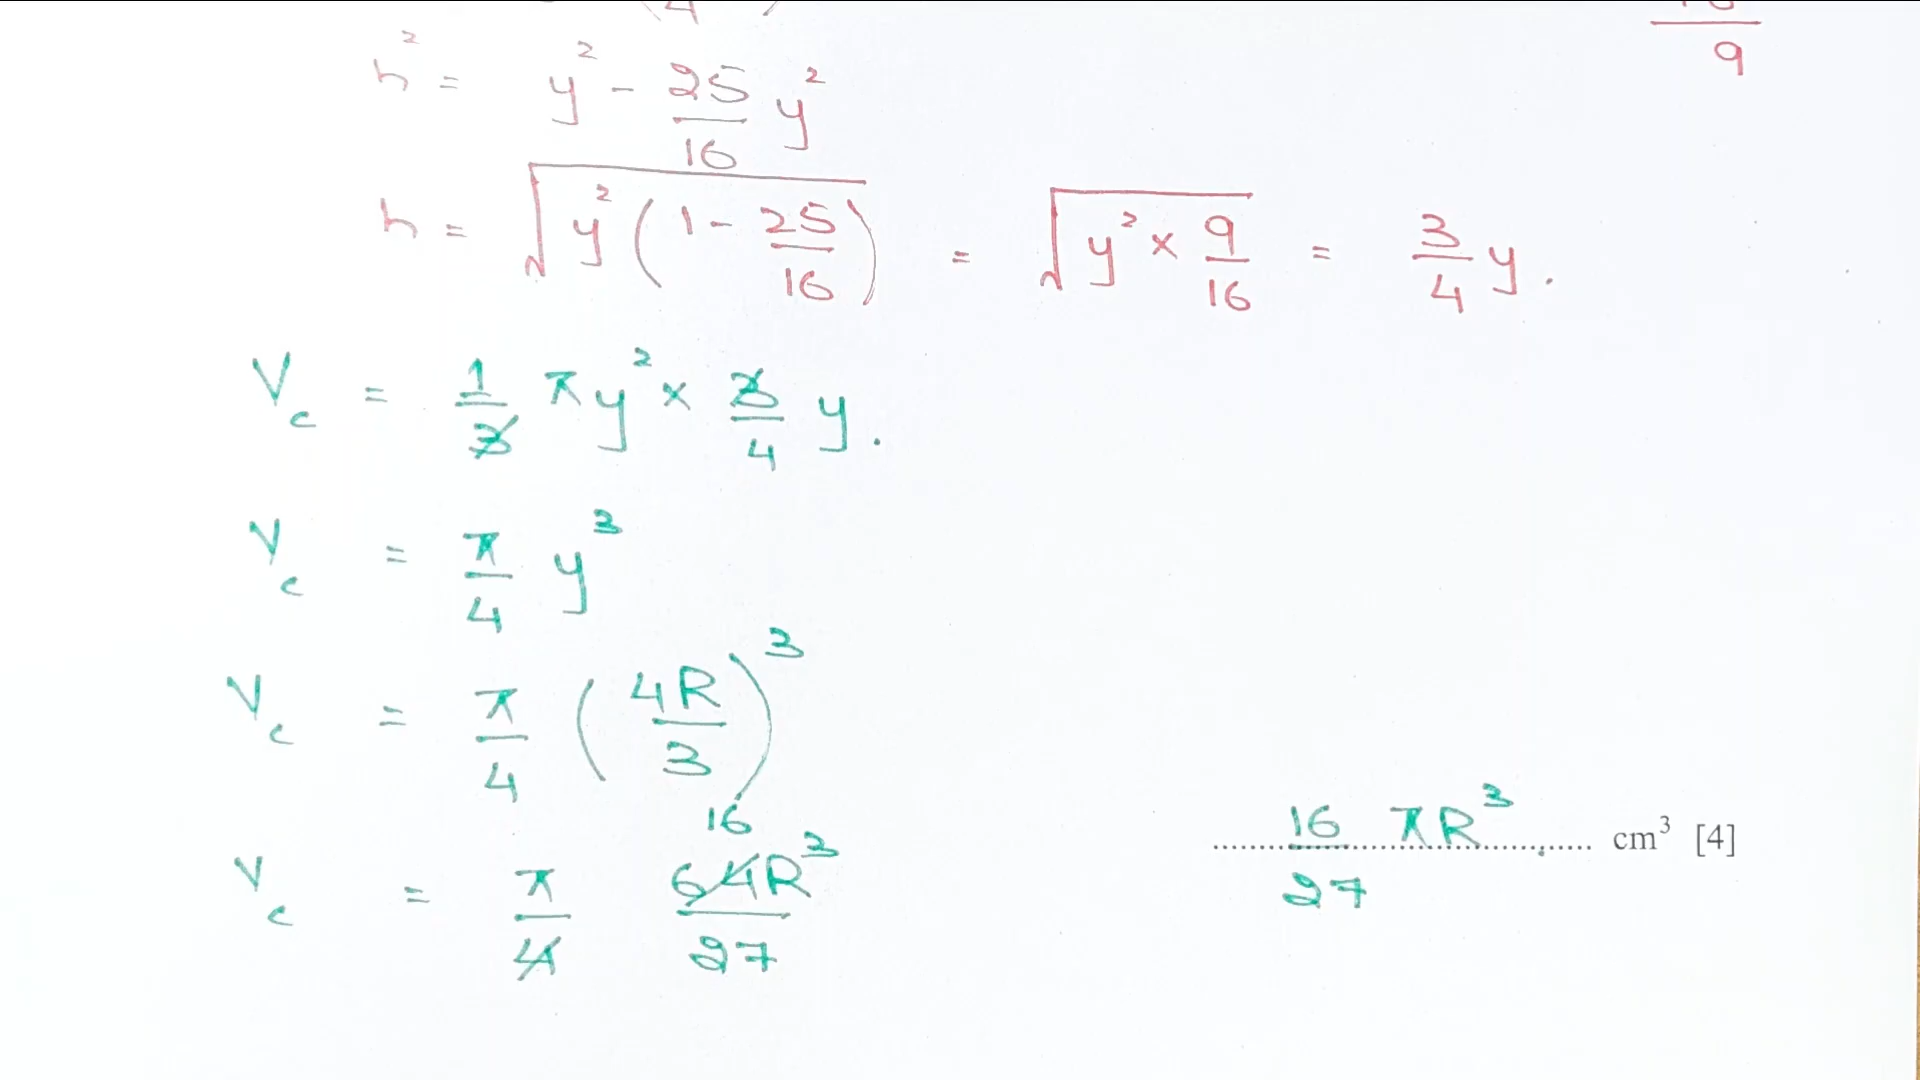 9
h² = y² - 25/16 y²
h = √(y² (1 - 25/16)) = √(y² × 9/16) = 3/4 y.
V_c = 1/3 πy² × 3/4 y.
V_c = π/4 y³
V_c = π/4 (4R/3)³
16
V_c = π/4 64R³/27
16/27 πR³ .......... cm³ [4]